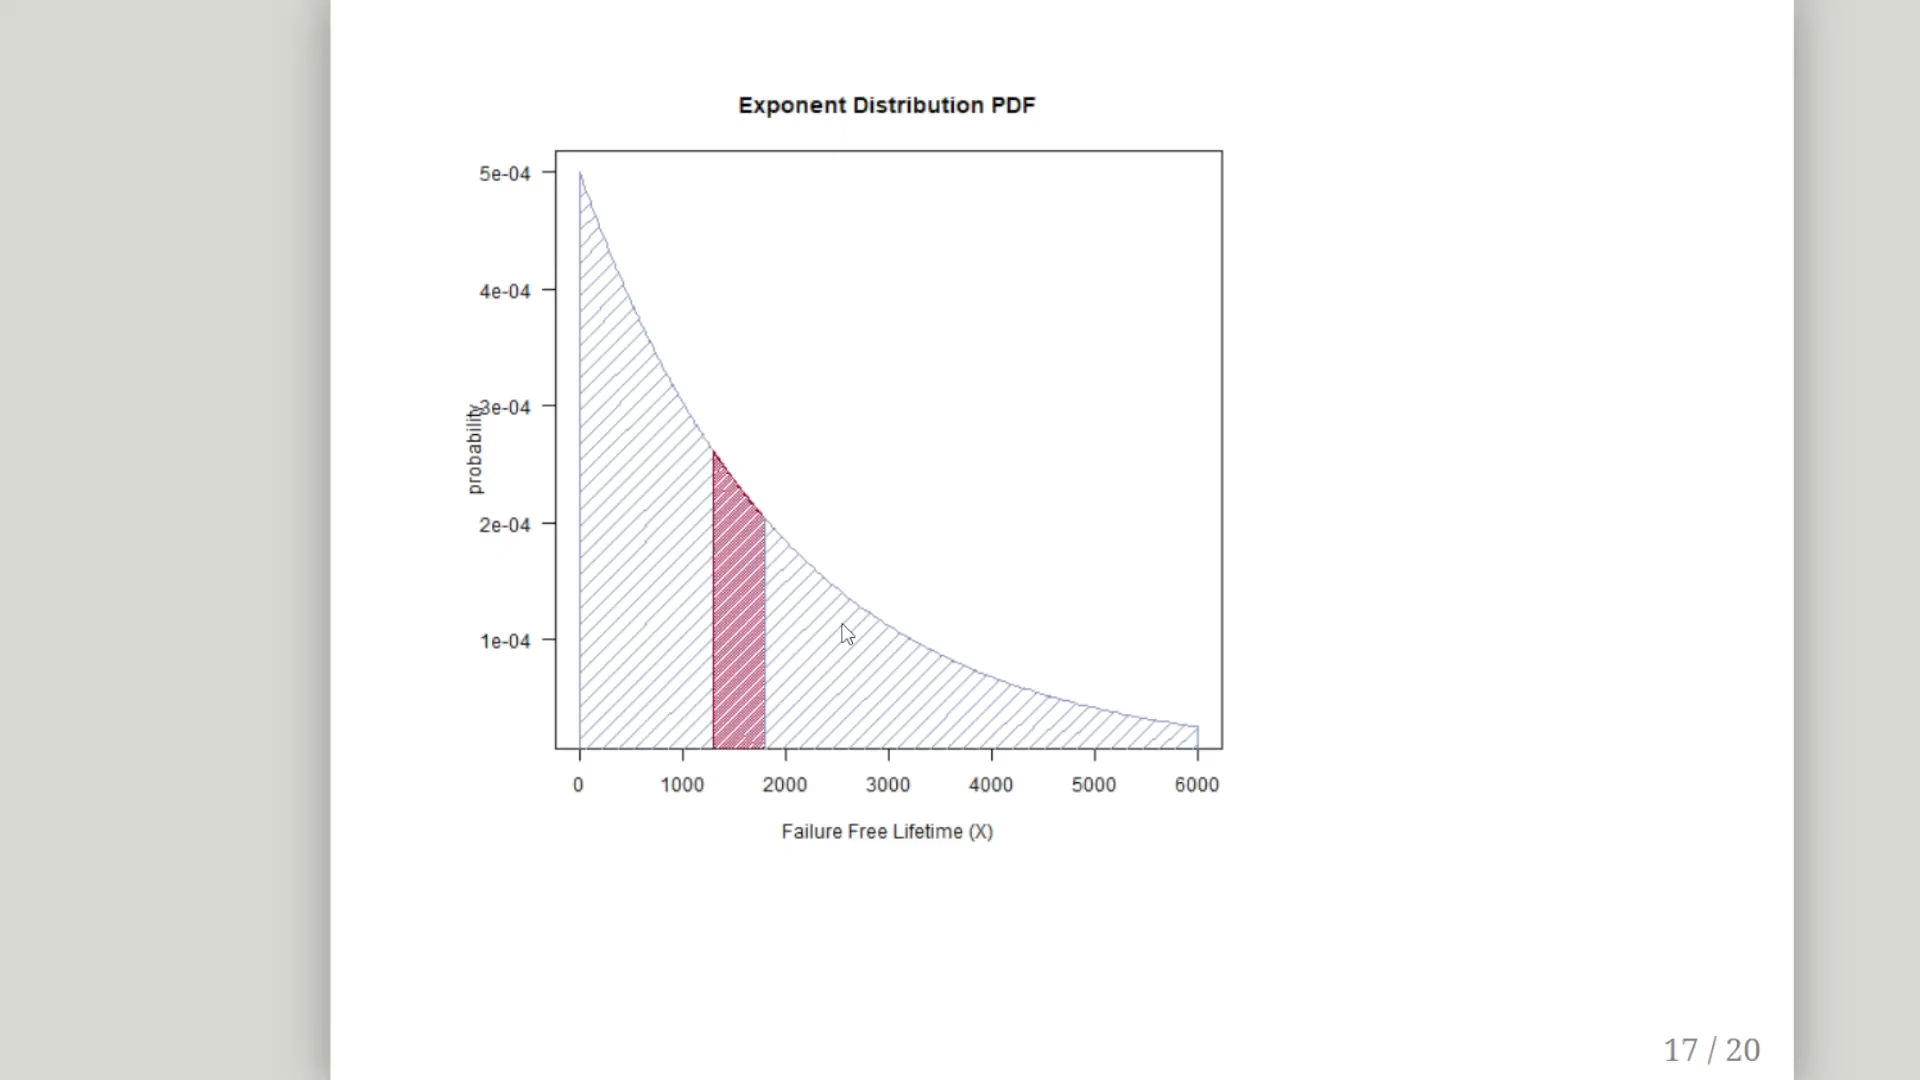 Exponent Distribution PDF
5e-04
4e-04
3e-04
2e-04
1e-04
probability
0 1000 2000 3000 4000 5000 6000
Failure Free Lifetime (X)
17 / 20